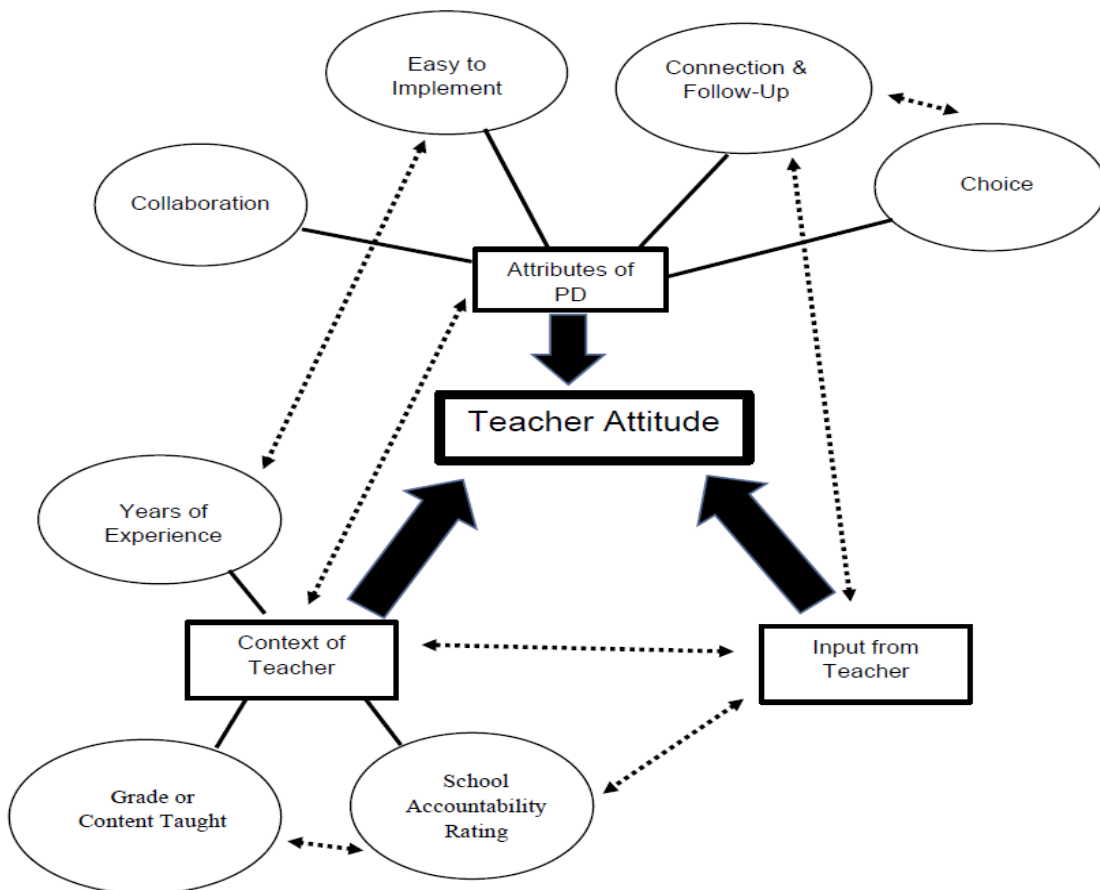 Easy to
Implement
Connection &
Follow-Up
Collaboration
Choice
Attributes of
PD
Teacher Attitude
Years of
Experience
Context of
Teacher
Input from
Teacher
Grade or
Content Taught
School
Accountability
Rating